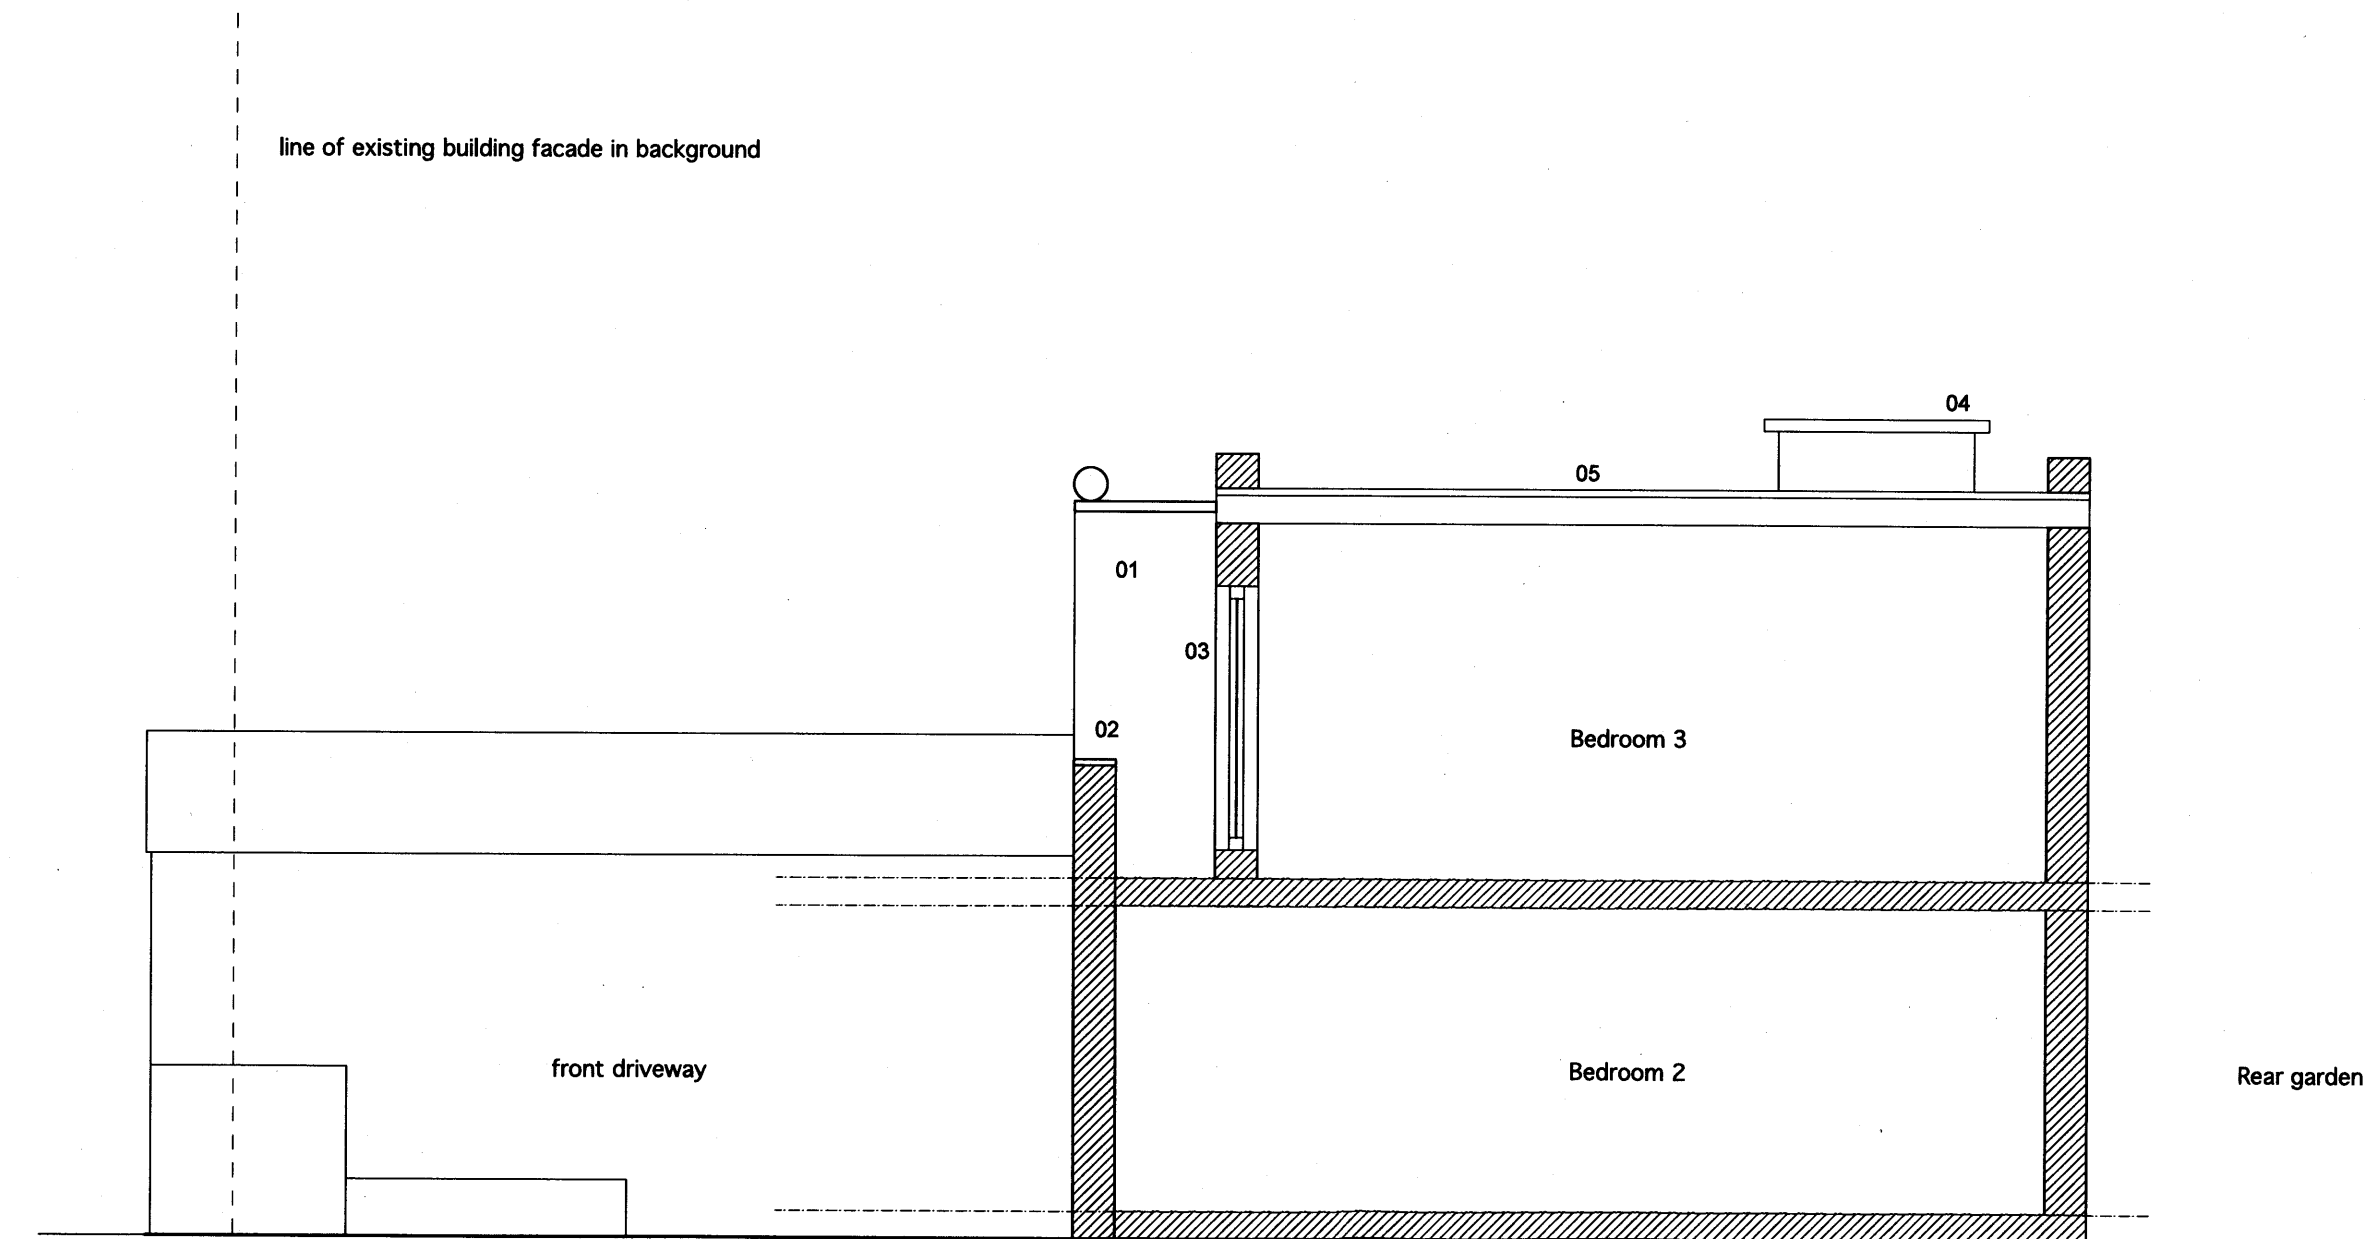 line of existing building facade in background
04
05
01
03
02
Bedroom 3
front driveway
Bedroom 2
Rear garden